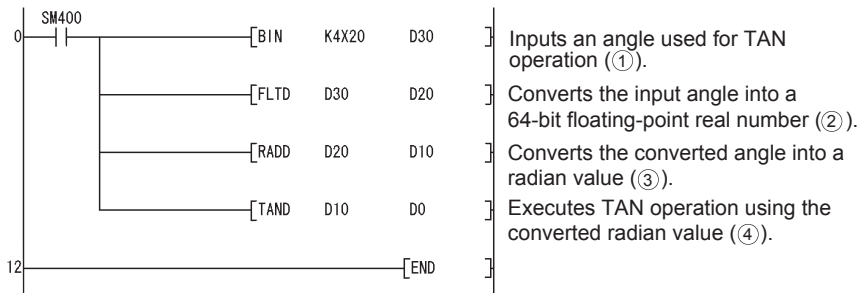 SM400
0 BIN K4X20 D30 Inputs an angle used for TAN
operation (①).
FLTD D30 D20 Converts the input angle into a
64-bit floating-point real number (②).
RADD D20 D10 Converts the converted angle into a
radian value (③).
TAND D10 D0 Executes TAN operation using the
converted radian value (④).
12 END